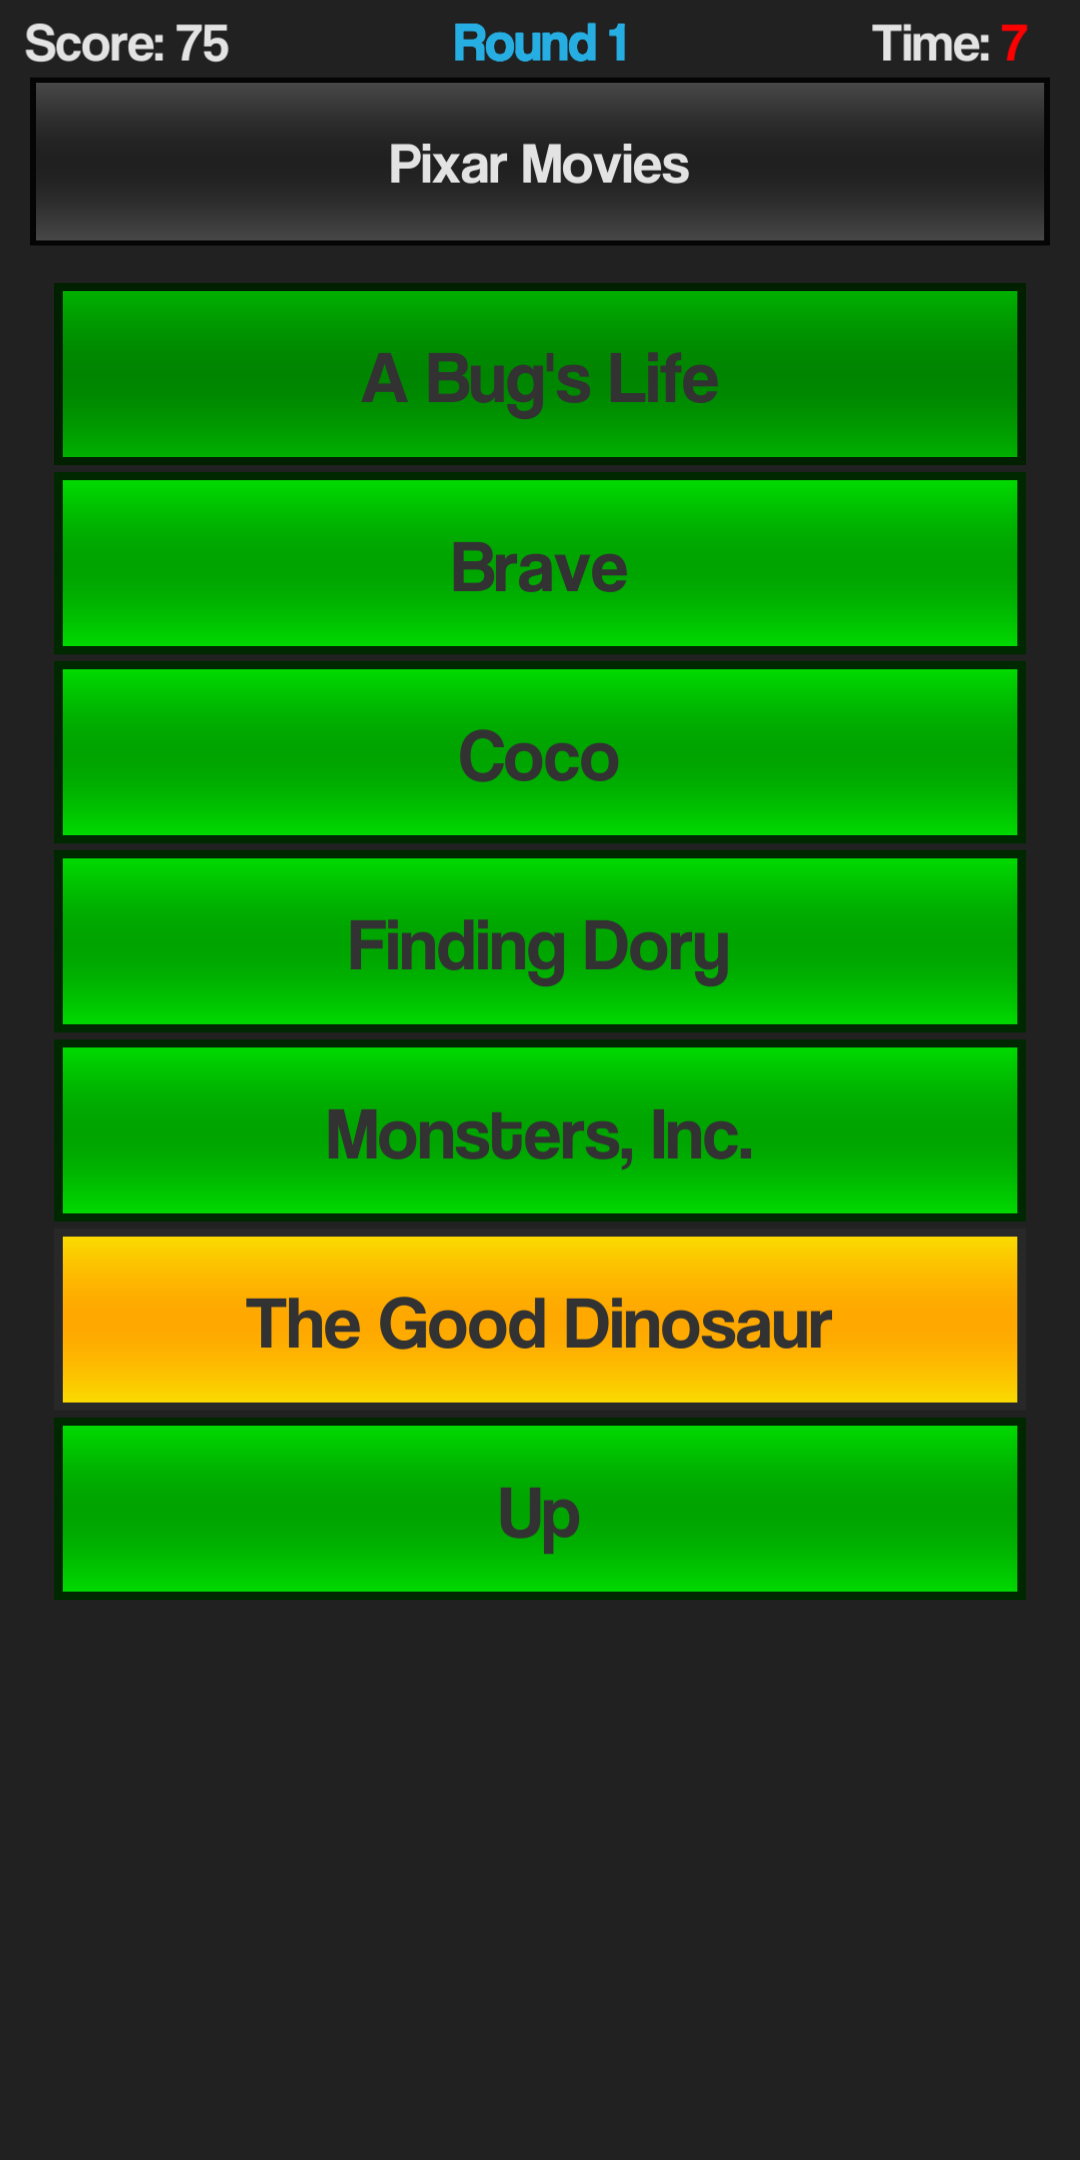 Score: 75
Round 1
Time: 7
Pixar Movies
A Bug's Life
Brave
Coco
Finding Dory
Monsters, Inc.
The Good Dinosaur
Up